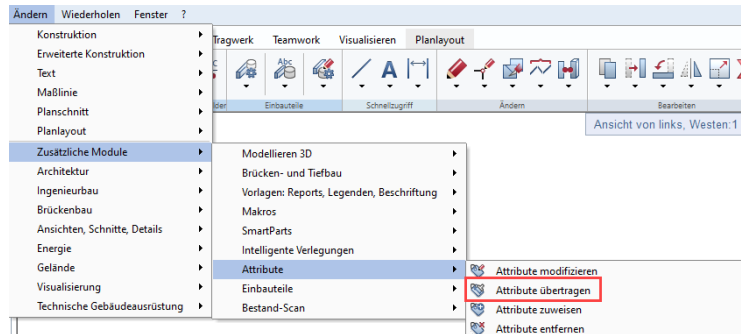 Ändern Wiederholen Fenster ?
Konstruktion
Erweiterte Konstruktion
Text
Maßlinie
Planschnitt
Planlayout
Zusätzliche Module
Architektur
Ingenieurbau
Brückenbau
Ansichten, Schnitte, Details
Energie
Gelände
Visualisierung
Technische Gebäudeausrüstung
Tragwerk Teamwork Visualisieren Planlayout
Abc A
Einbauteile Schnellzugriff Ändern Bearbeiten
Ansicht von links, Westen:1
Modellieren 3D
Brücken- und Tiefbau
Vorlagen: Reports, Legenden, Beschriftung
Makros
SmartParts
Intelligente Verlegungen
Attribute
Einbauteile
Bestand-Scan
Attribute modifizieren
Attribute übertragen
Attribute zuweisen
Attribute entfernen